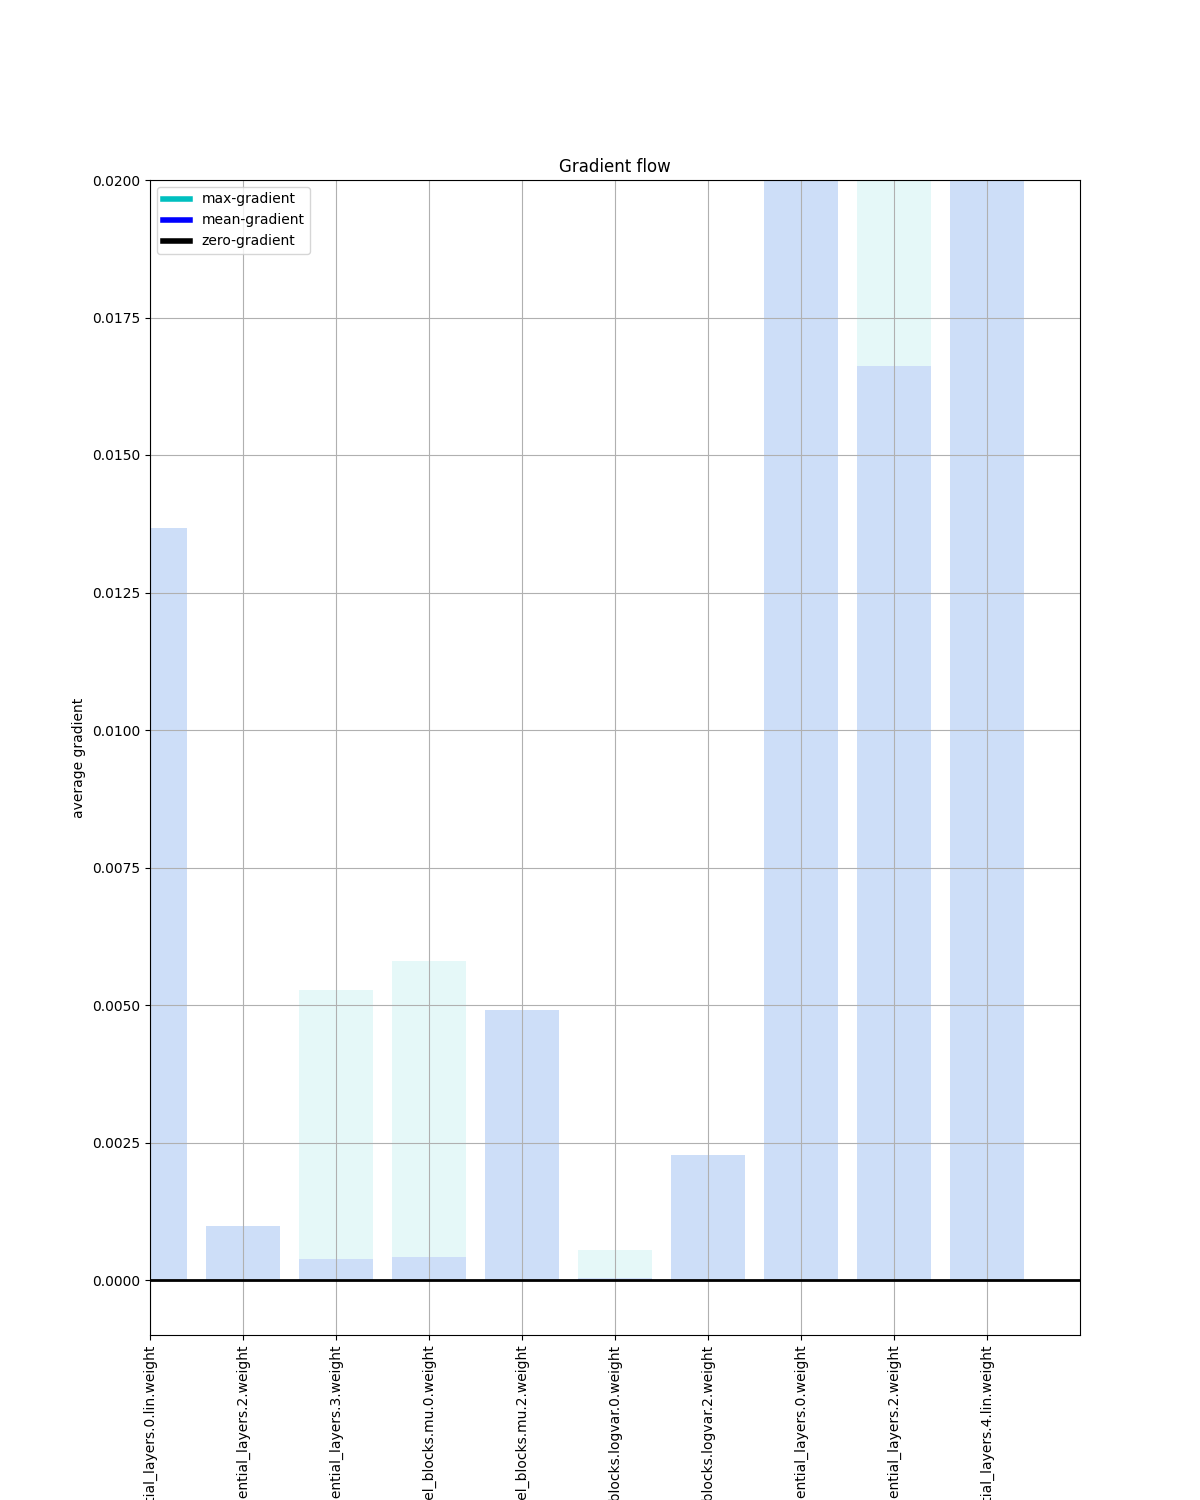 Gradient flow
max-gradient
mean-gradient
zero-gradient
0.0200
0.0175
0.0150
0.0125
0.0100
0.0075
0.0050
0.0025
0.0000
average gradient
tial_layers.0.lin.weight
ential_layers.2.weight
ential_layers.3.weight
el_blocks.mu.0.weight
el_blocks.mu.2.weight
blocks.logvar.0.weight
blocks.logvar.2.weight
ential_layers.0.weight
ential_layers.2.weight
tial_layers.4.lin.weight